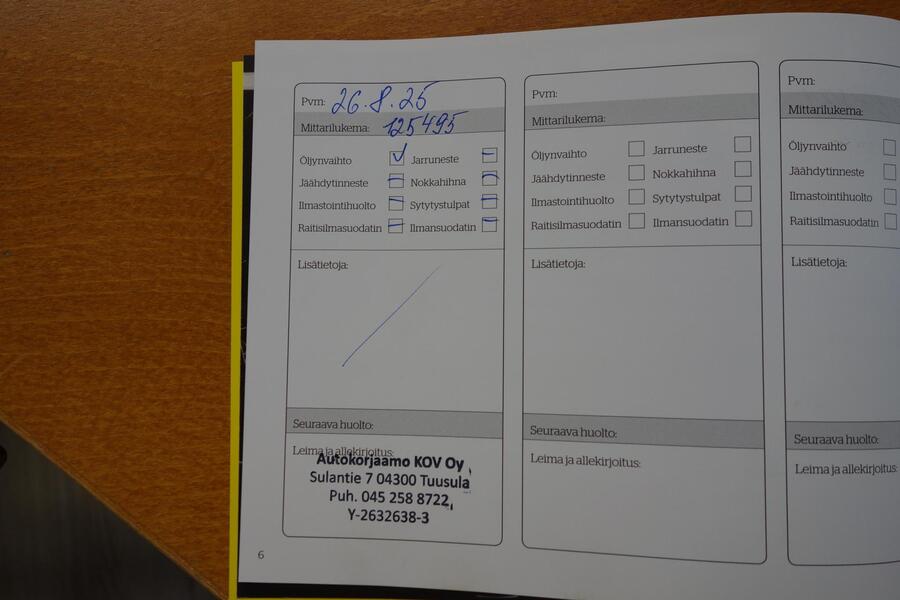 Pvm: 26.8.25
Mittarilukema: 125495
Öljynvaihto Jarruneste
Jäähdytinneste Nokkahihna
Ilmastointihuolto Sytytystulpat
Raitisilmasuodatin Ilmansuodatin
Lisätietoja:
Seuraava huolto:
Leima ja allekirjoitus:
Autokorjaamo KOV Oy
Sulantie 7 04300 Tuusula
Puh. 045 258 8722
Y-2632638-3
6
Pvm:
Mittarilukema:
Öljynvaihto Jarruneste
Jäähdytinneste Nokkahihna
Ilmastointihuolto Sytytystulpat
Raitisilmasuodatin Ilmansuodatin
Lisätietoja:
Seuraava huolto:
Leima ja allekirjoitus:
Pvm:
Mittarilukema:
Öljynvaihto
Jäähdytinneste
Ilmastointihuolto
Raitisilmasuodatin
Lisätietoja:
Seuraava huolto:
Leima ja allekirjoitus: